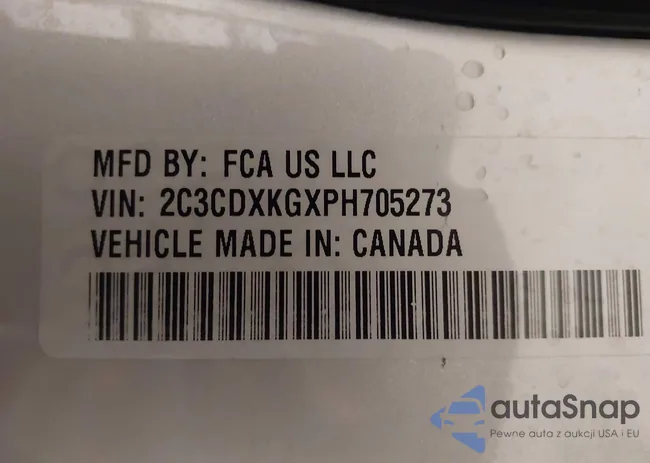 MFD BY: FCA US LLC
VIN: 2C3CDXKGXPH705273
VEHICLE MADE IN: CANADA
autaSnap
Pewne auta z aukcji USA i EU